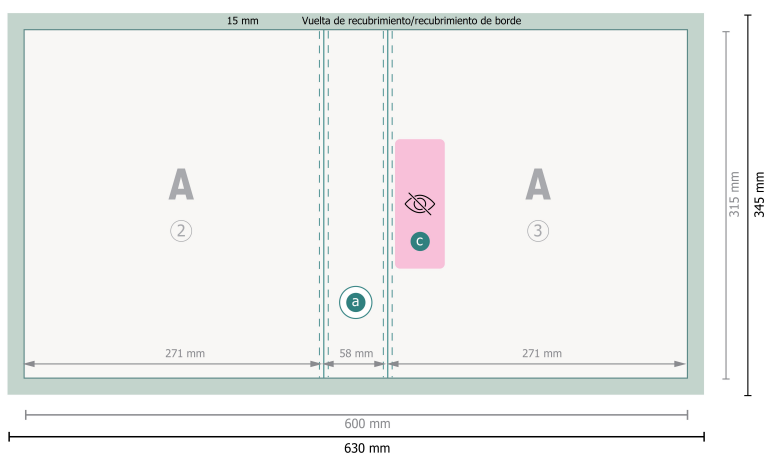 15 mm Vuelta de recubrimiento/recubrimiento de borde
A
2
A
3
c
a
315 mm
345 mm
271 mm
58 mm
271 mm
600 mm
630 mm